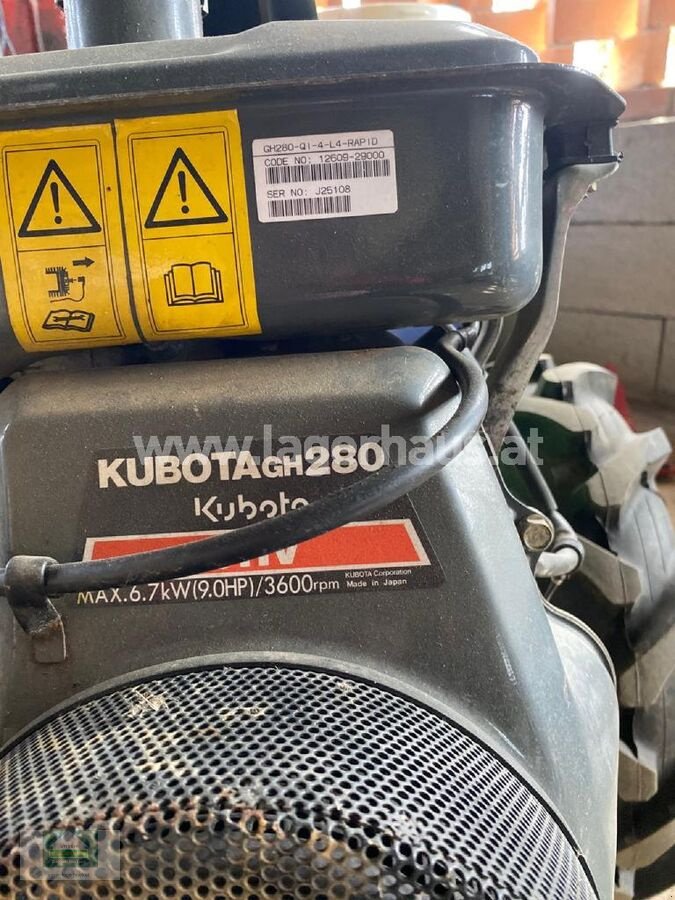 GH280-QI-4-L4-RAPID
CODE NO: 12609-29000
SER NO: J25108
www.lagerhaus.at
KUBOTA GH280
Kubota
MAX.6.7kW(9.0HP)/3600rpm
KUBOTA Corporation
Made in Japan